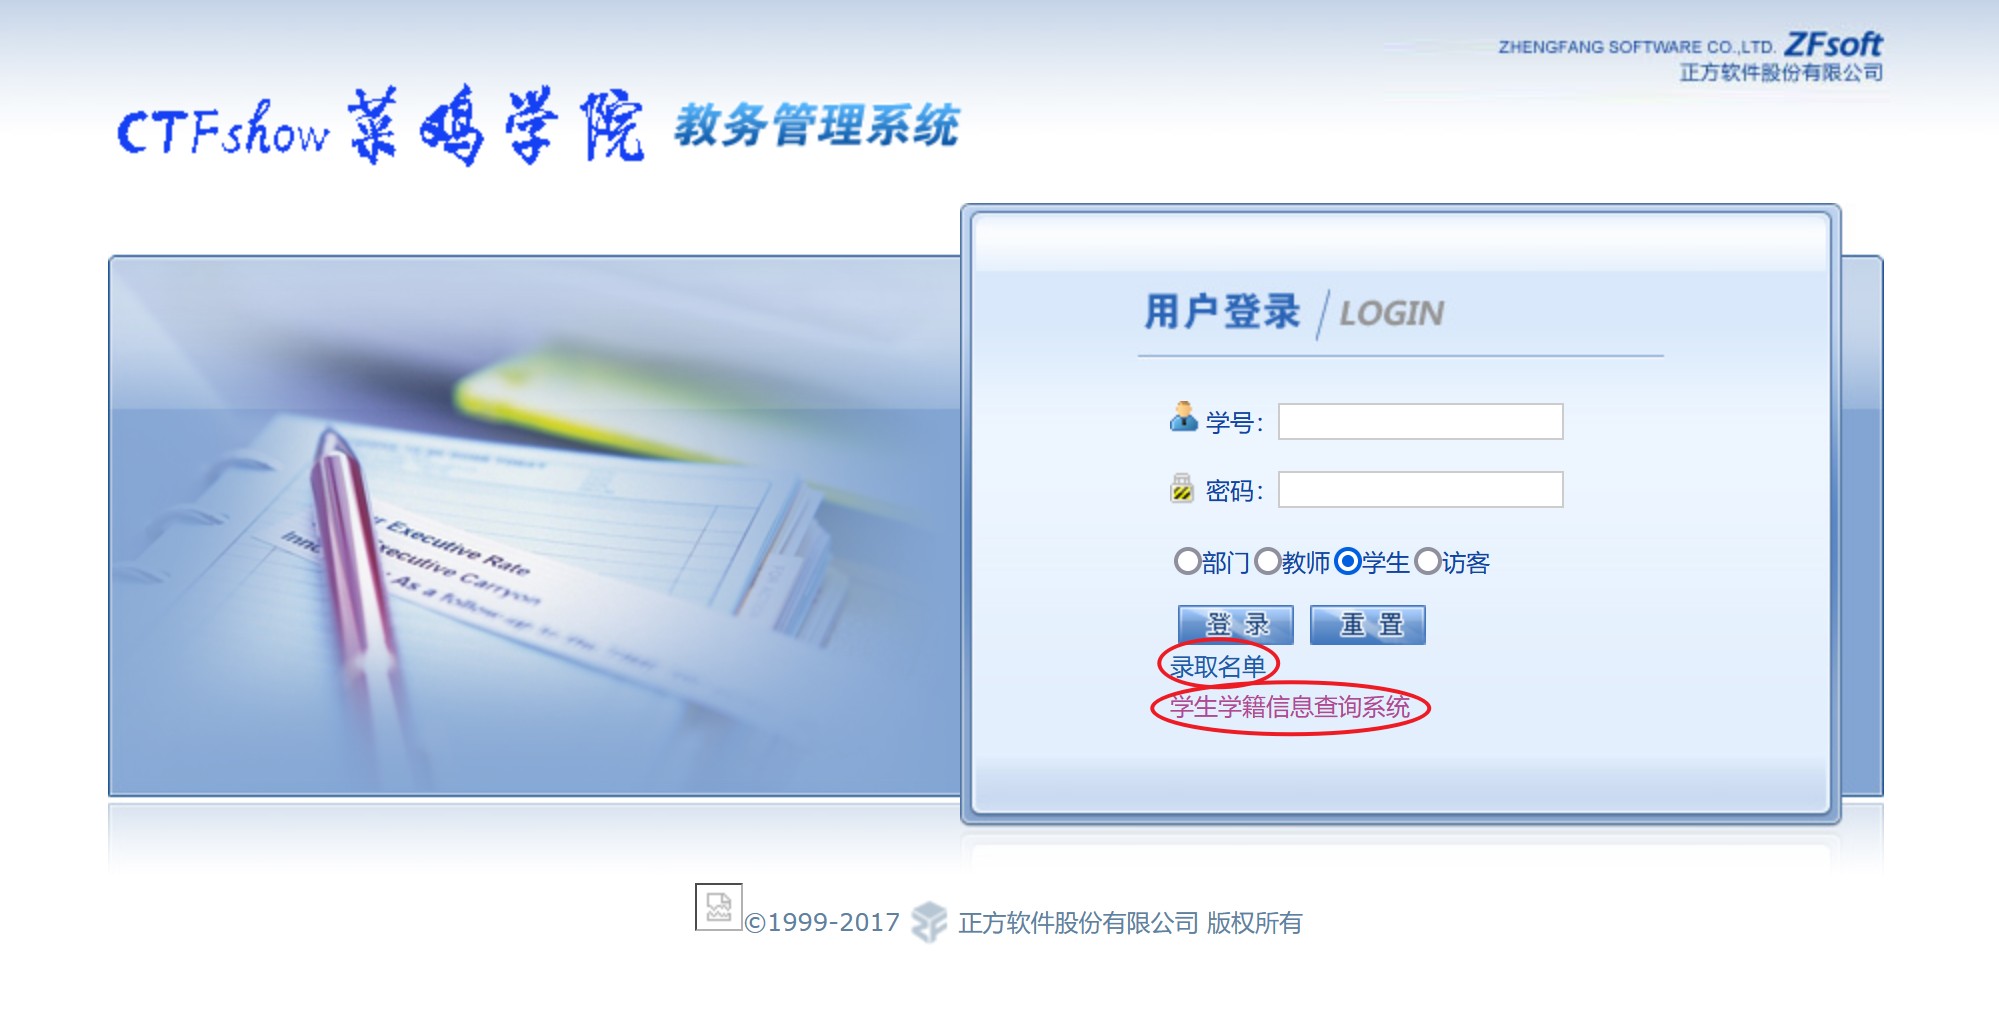 ZHENGFANG SOFTWARE CO.,LTD. ZFsoft
正方软件股份有限公司
CTFshow 菜鸡学院 教务管理系统
用户登录 / LOGIN
学号：
密码：
部门 教师 学生 访客
登 录 重 置
录取名单
学生学籍信息查询系统
Executive Rate
Executive Carryon
As a follow-up to the
©1999-2017 正方软件股份有限公司 版权所有